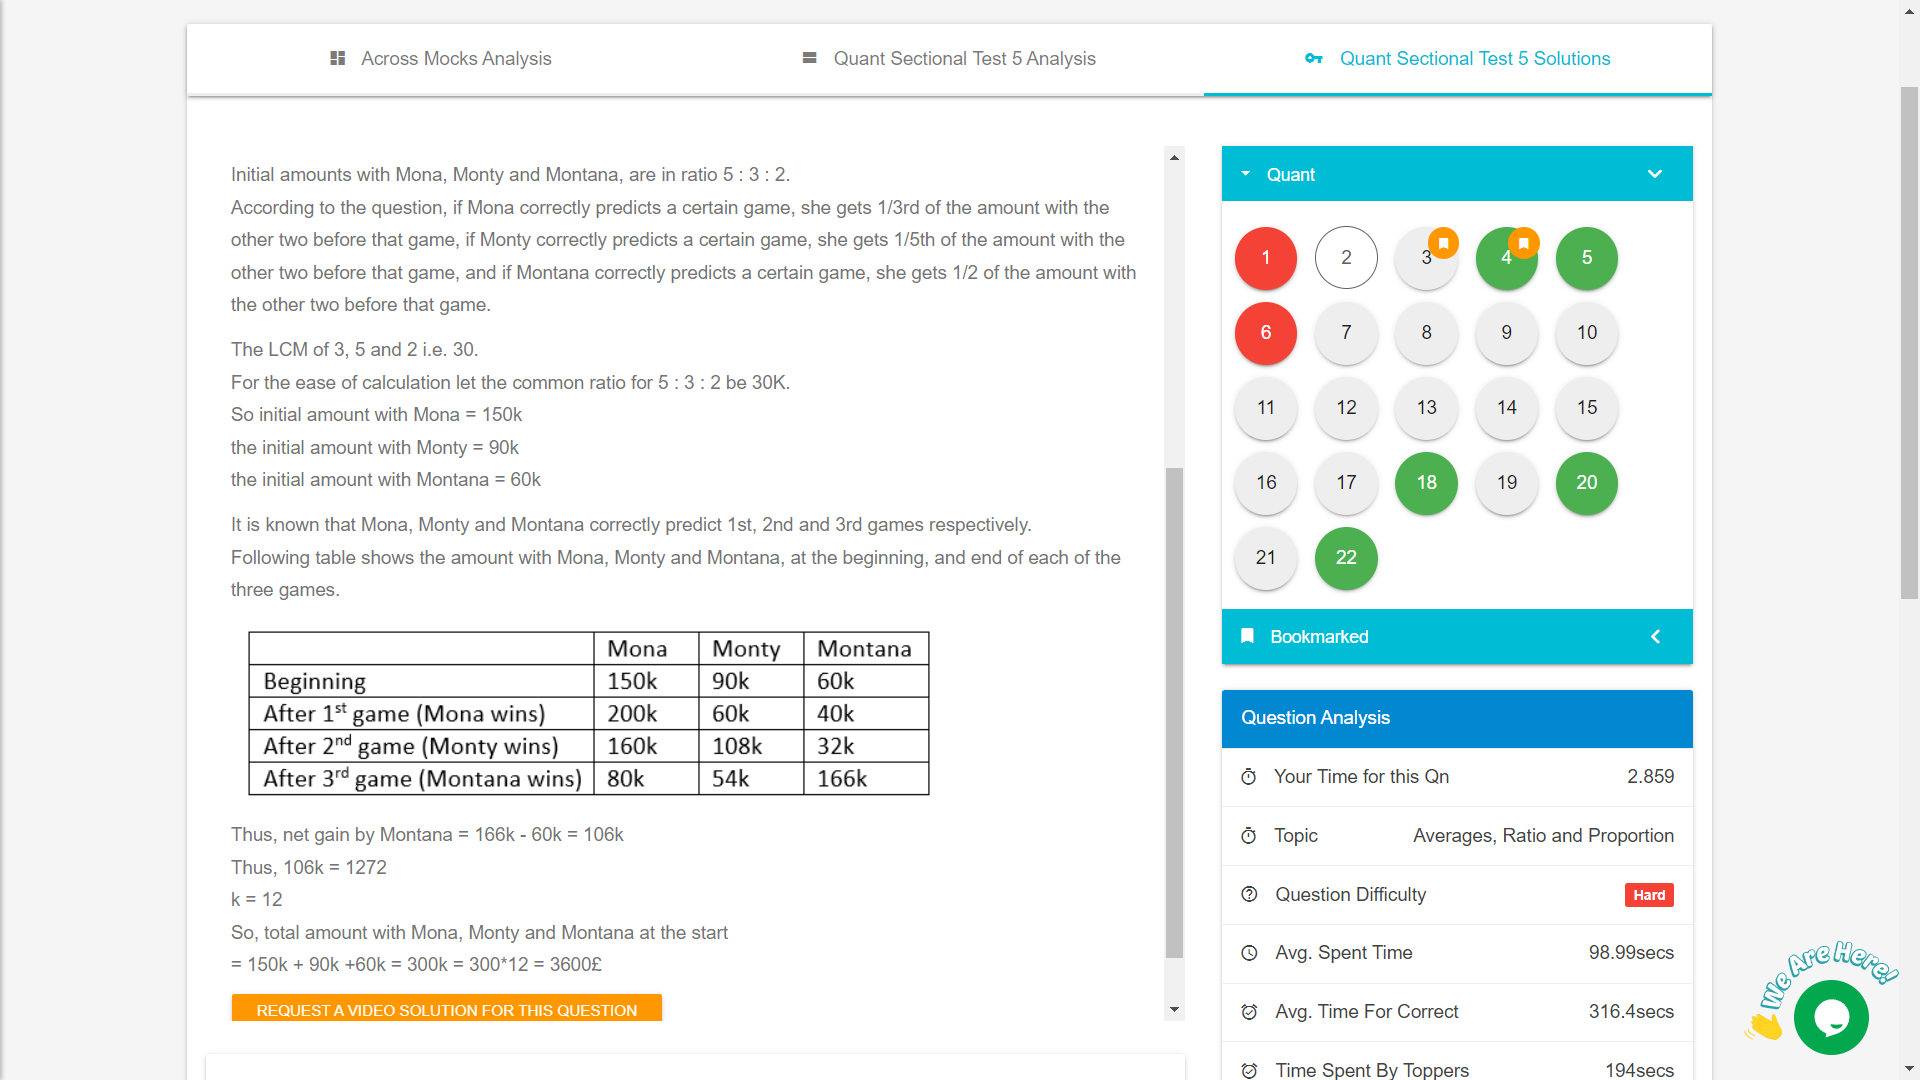 Across Mocks Analysis
Quant Sectional Test 5 Analysis
Quant Sectional Test 5 Solutions
Initial amounts with Mona, Monty and Montana, are in ratio 5 : 3 : 2.
According to the question, if Mona correctly predicts a certain game, she gets 1/3rd of the amount with the
other two before that game, if Monty correctly predicts a certain game, she gets 1/5th of the amount with the
other two before that game, and if Montana correctly predicts a certain game, she gets 1/2 of the amount with
the other two before that game.
The LCM of 3, 5 and 2 i.e. 30.
For the ease of calculation let the common ratio for 5 : 3 : 2 be 30K.
So initial amount with Mona = 150k
the initial amount with Monty = 90k
the initial amount with Montana = 60k
It is known that Mona, Monty and Montana correctly predict 1st, 2nd and 3rd games respectively.
Following table shows the amount with Mona, Monty and Montana, at the beginning, and end of each of the
three games.
Mona Monty Montana
Beginning 150k 90k 60k
After 1st game (Mona wins) 200k 60k 40k
After 2nd game (Monty wins) 160k 108k 32k
After 3rd game (Montana wins) 80k 54k 166k
Thus, net gain by Montana = 166k - 60k = 106k
Thus, 106k = 1272
k = 12
So, total amount with Mona, Monty and Montana at the start
= 150k + 90k +60k = 300k = 300*12 = 3600£
REQUEST A VIDEO SOLUTION FOR THIS QUESTION
Quant
1 2 3 4 5
6 7 8 9 10
11 12 13 14 15
16 17 18 19 20
21 22
Bookmarked
Question Analysis
Your Time for this Qn 2.859
Topic Averages, Ratio and Proportion
Question Difficulty Hard
Avg. Spent Time 98.99secs
Avg. Time For Correct 316.4secs
Time Spent By Toppers 194secs
We Are Here!